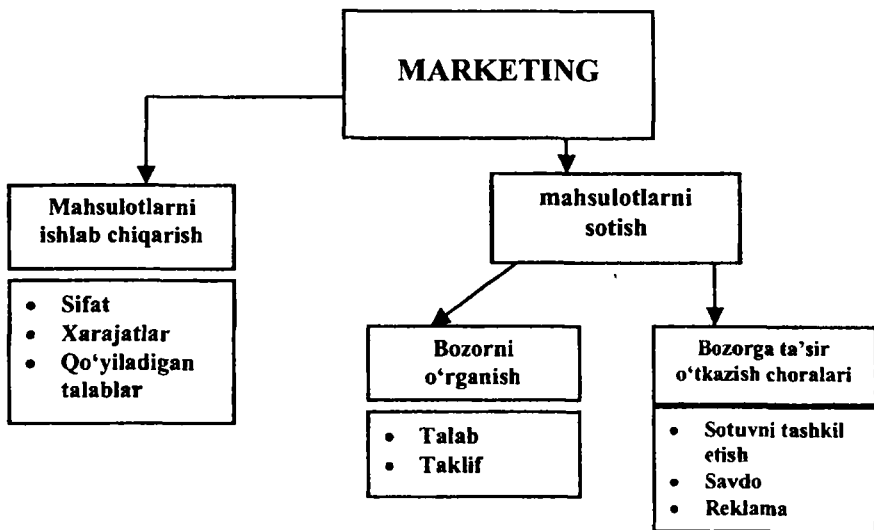 MARKETING
Mahsulotlarni
ishlab chiqarish
• Sifat
• Xarajatlar
• Qo‘yiladigan
talablar
mahsulotlarni
sotish
Bozorni
o‘rganish
• Talab
• Taklif
Bozorga ta’sir
o‘tkazish choralari
• Sotuvni tashkil
etish
• Savdo
• Reklama